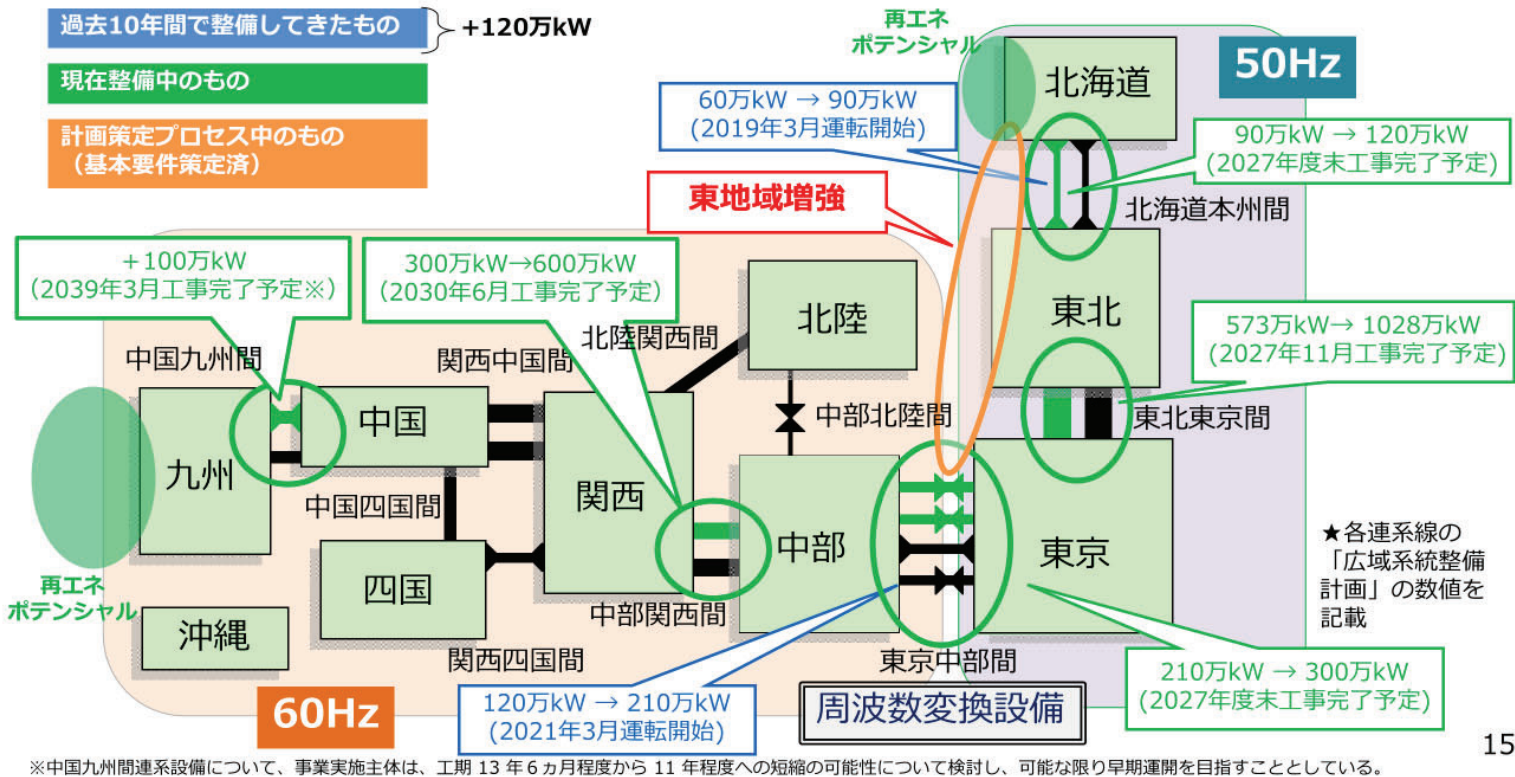 過去10年間で整備してきたもの
+120万kW
現在整備中のもの
計画策定プロセス中のもの
（基本要件策定済）
再エネ
ポテンシャル
北海道
50Hz
60万kW → 90万kW
(2019年3月運転開始)
90万kW → 120万kW
(2027年度末工事完了予定)
東地域増強
北海道本州間
+100万kW
（2039年3月工事完了予定※）
300万kW→600万kW
（2030年6月工事完了予定）
北陸
東北
573万kW→ 1028万kW
(2027年11月工事完了予定)
北陸関西間
中国九州間
関西中国間
中部北陸間
東北東京間
九州
中国
関西
中部
東京
中国四国間
四国
★各連系線の
「広域系統整備
計画」の数値を
記載
再エネ
ポテンシャル
沖縄
中部関西間
関西四国間
東京中部間
60Hz
120万kW → 210万kW
(2021年3月運転開始)
周波数変換設備
210万kW → 300万kW
(2027年度末工事完了予定)
15
※中国九州間連系設備について、事業実施主体は、工期 13 年６ヵ月程度から 11 年程度への短縮の可能性について検討し、可能な限り早期運開を目指すこととしている。